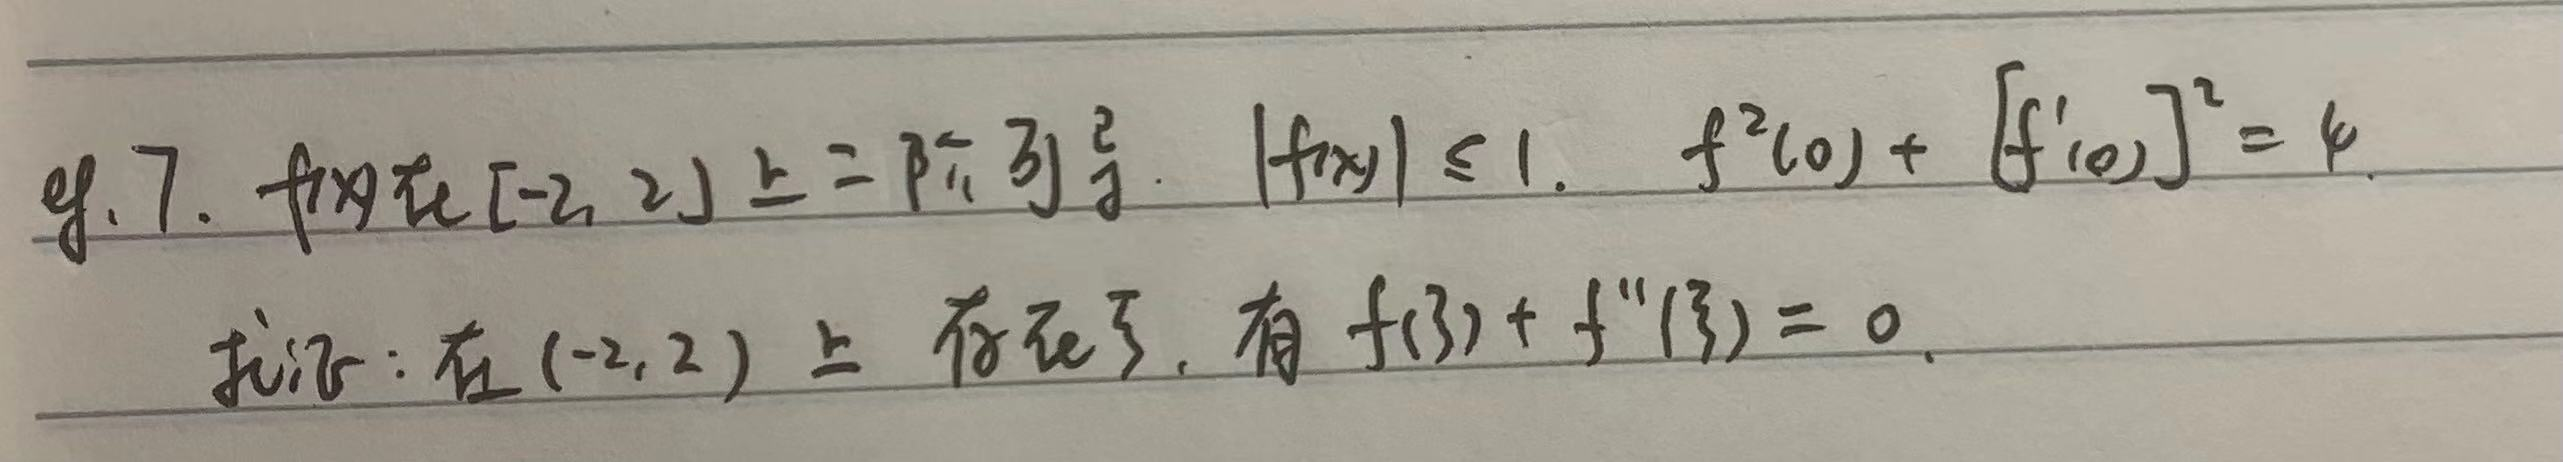 eg.7. f(x)在[-2,2]上二阶可导. |f(x)|≤1. f²(0)+[f'(0)]²=4.
求证:在(-2,2)上存在ξ,有f(ξ)+f''(ξ)=0.